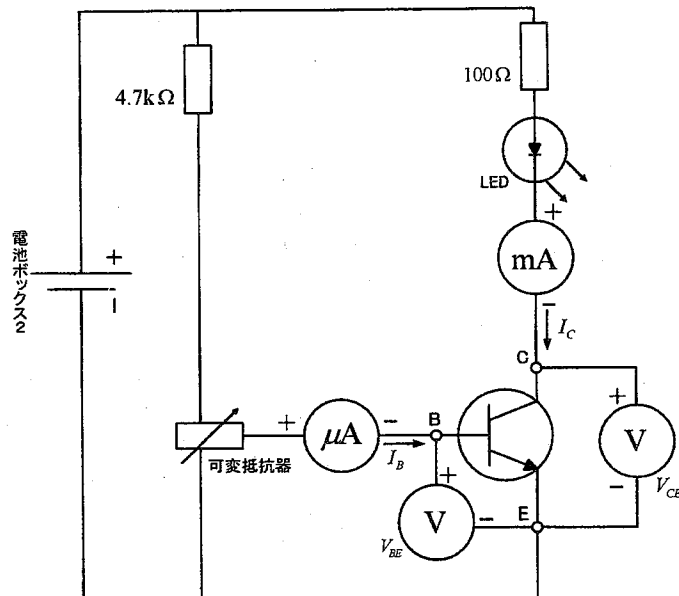 4.7kΩ
100Ω
LED
+
mA
−
I_C
C
電池ボックス2
+
−
可変抵抗器
+
μA
−
I_B
B
+
V
−
V_BE
E
+
V
−
V_CE